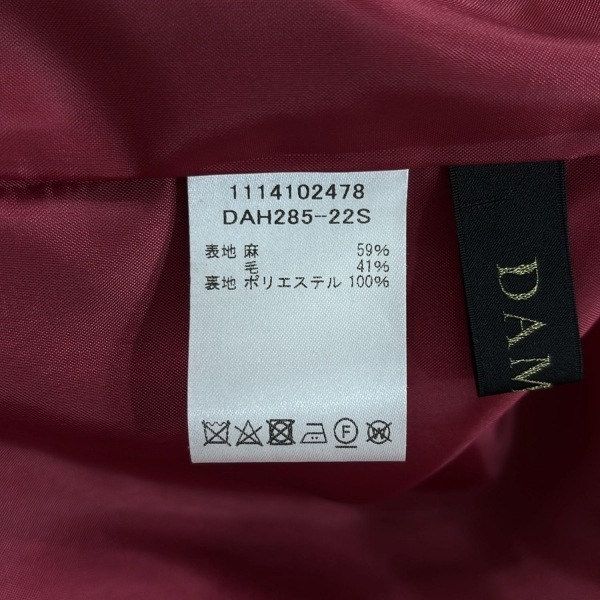 1114102478
DAH285-22S
表地 麻 59%
毛 41%
裏地 ポリエステル 100%
F
W
DAM